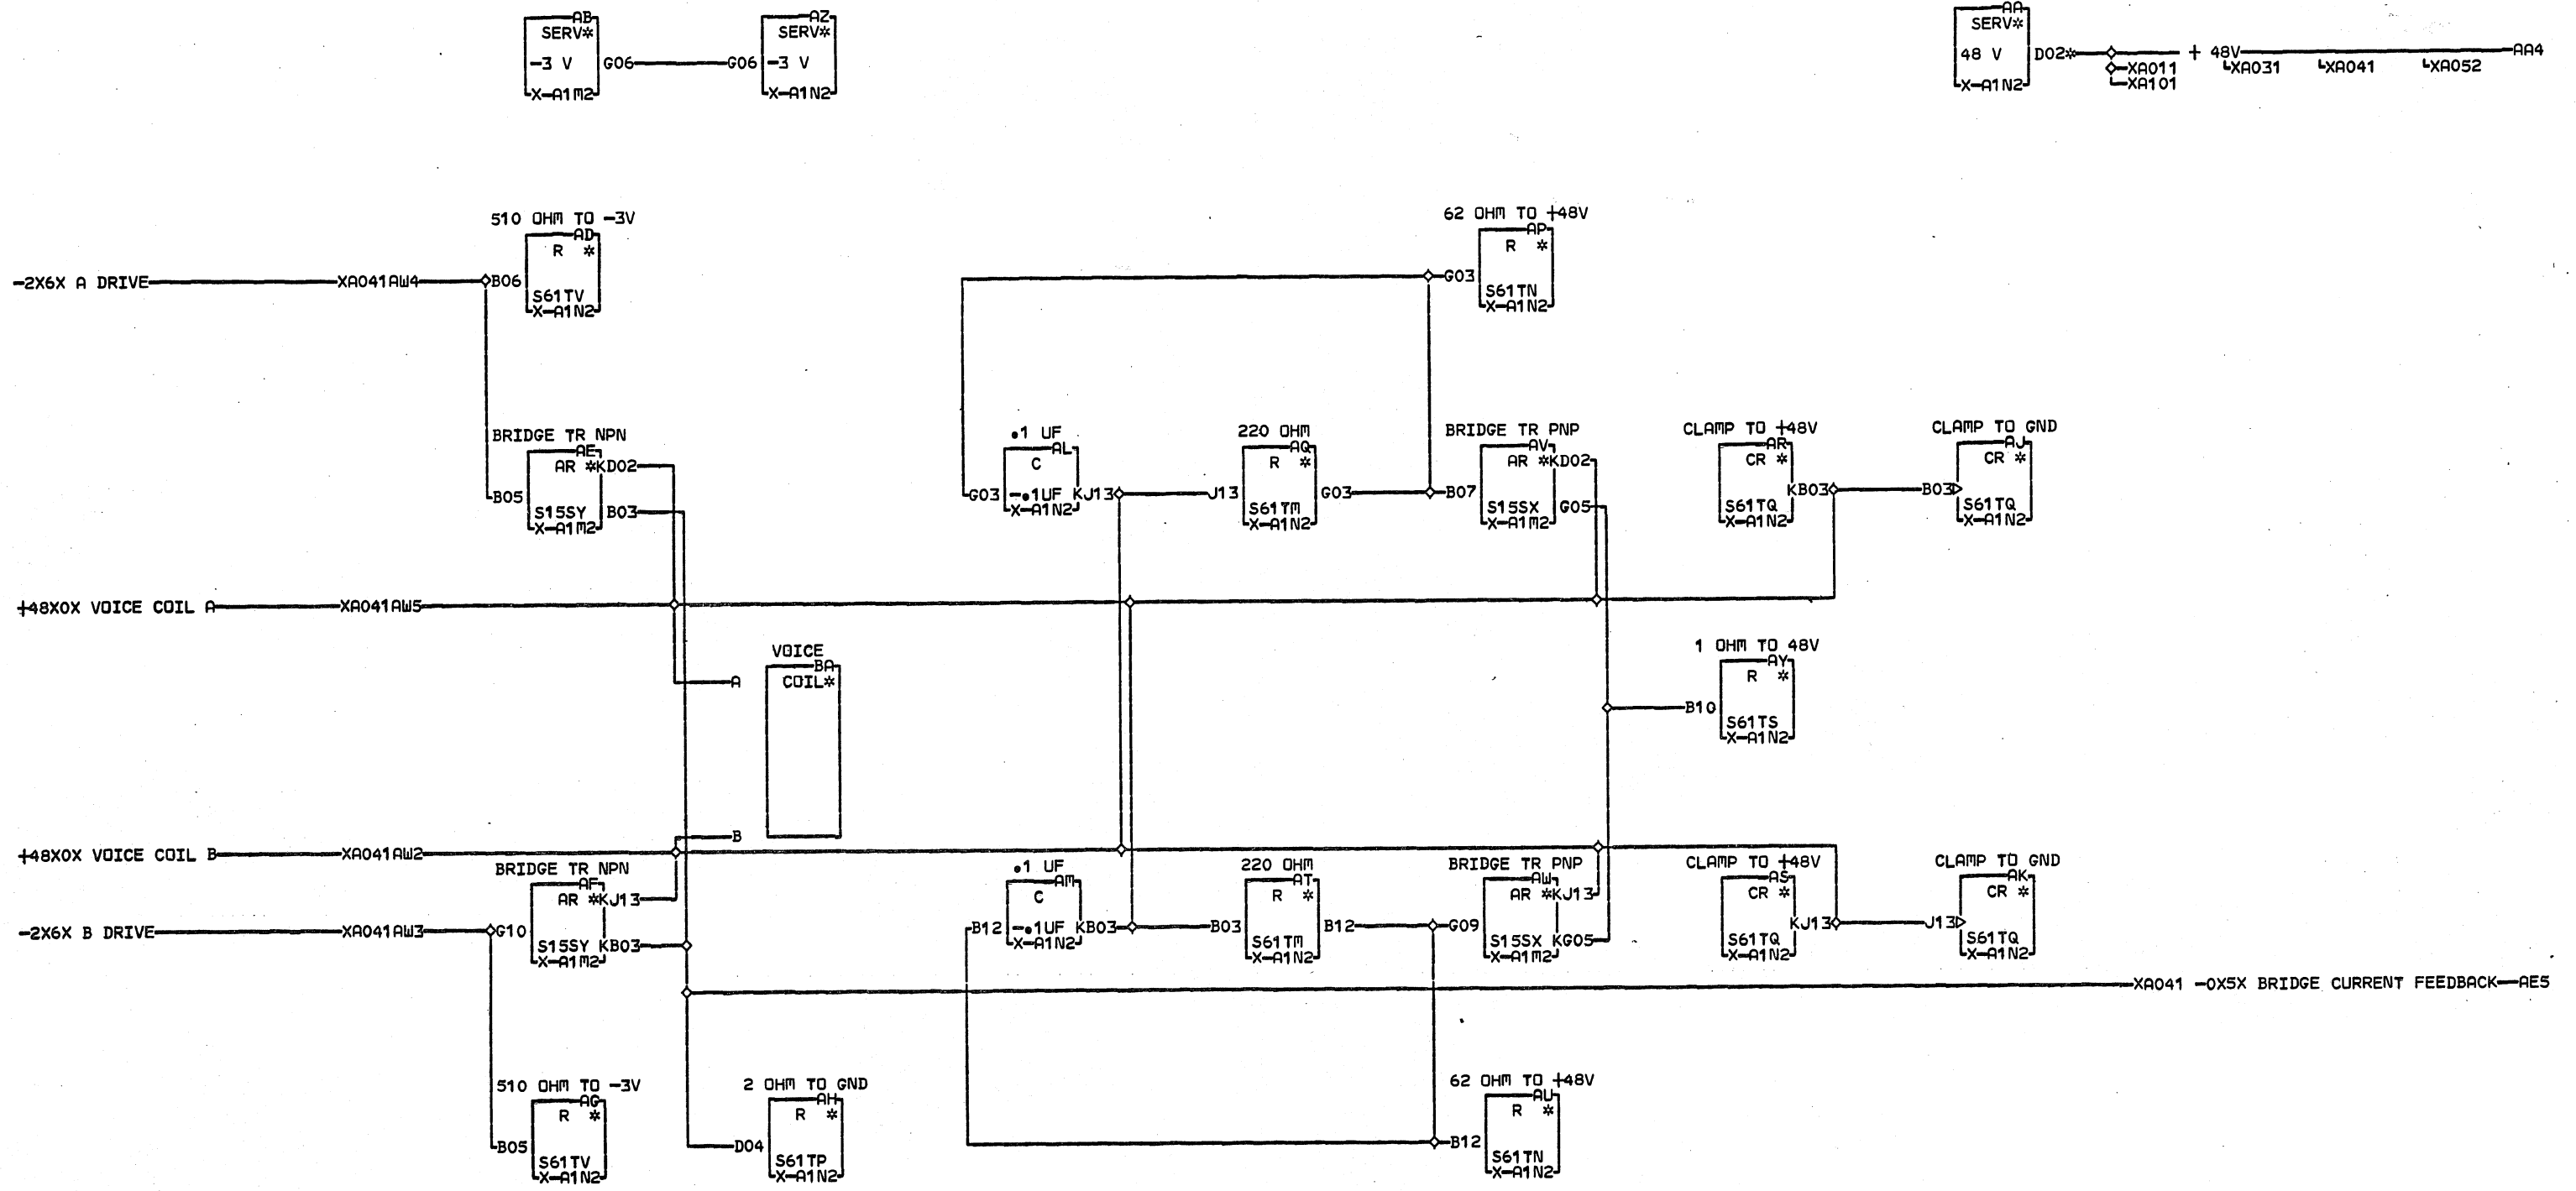 AB
SERV*
-3 V G06
X-A1M2
AZ
SERV*
G06 -3 V
X-A1N2
AA
SERV*
48 V D02*
X-A1N2
+ 48V AA4
XA011
XA101
XA031 XA041 XA052
510 OHM TO -3V
AD
R *
-2X6X A DRIVE XA041AW4 B06
S61TV
X-A1N2
62 OHM TO +48V
AP
R *
G03
S61TN
X-A1N2
BRIDGE TR NPN
AE
AR *KD02
B05
S15SY B03
X-A1M2
.1 UF
AL
C
G03 -.1UF KJ13
X-A1N2
220 OHM
AQ
R *
J13 G03
S61TM
X-A1N2
BRIDGE TR PNP
AV
AR *KD02
B07
S15SX G05
X-A1M2
CLAMP TO +48V
AR
CR *
KB03
S61TQ
X-A1N2
CLAMP TO GND
AJ
CR *
B03
S61TQ
X-A1N2
+48X0X VOICE COIL A XA041AW5
VOICE
BA
COIL*
A
B
1 OHM TO 48V
AY
R *
B10
S61TS
X-A1N2
+48X0X VOICE COIL B XA041AW2
BRIDGE TR NPN
AF
AR *KJ13
-2X6X B DRIVE XA041AW3 G10
S15SY KB03
X-A1M2
.1 UF
AM
C
B12 -.1UF KB03
X-A1N2
220 OHM
AT
R *
B03 B12
S61TM
X-A1N2
BRIDGE TR PNP
AW
AR *KJ13
G09
S15SX KG05
X-A1M2
CLAMP TO +48V
AS
CR *
KJ13
S61TQ
X-A1N2
CLAMP TO GND
AK
CR *
J13
S61TQ
X-A1N2
XA041 -0X5X BRIDGE CURRENT FEEDBACK AE5
510 OHM TO -3V
AG
R *
B05
S61TV
X-A1N2
2 OHM TO GND
AH
R *
D04
S61TP
X-A1N2
62 OHM TO +48V
AU
R *
B12
S61TN
X-A1N2